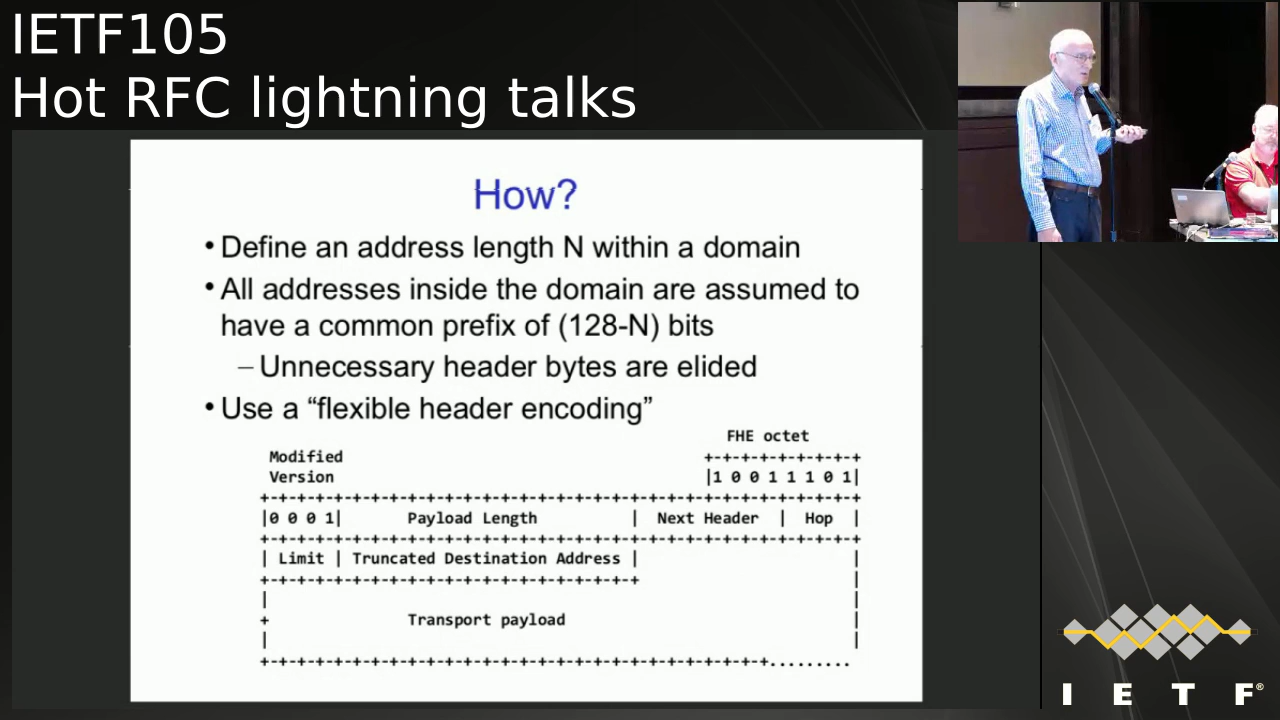 IETF105
Hot RFC lightning talks
How?
• Define an address length N within a domain
• All addresses inside the domain are assumed to
have a common prefix of (128-N) bits
– Unnecessary header bytes are elided
• Use a “flexible header encoding”
FHE octet
Modified +-+-+-+-+-+-+-+-+
Version |1 0 0 1 1 1 0 1|
+-+-+-+-+-+-+-+-+-+-+-+-+-+-+-+-+-+-+-+-+-+-+-+-+-+-+-+-+-+-+-+-+
|0 0 0 1| Payload Length | Next Header | Hop |
+-+-+-+-+-+-+-+-+-+-+-+-+-+-+-+-+-+-+-+-+-+-+-+-+-+-+-+-+-+-+-+-+
| Limit | Truncated Destination Address | |
+-+-+-+-+-+-+-+-+-+-+-+-+-+-+-+-+-+-+-+-+ |
| |
+ Transport payload |
| |
+-+-+-+-+-+-+-+-+-+-+-+-+-+-+-+-+-+-+-+-+-+-+-+-+-+-+-+.........
I E T F®